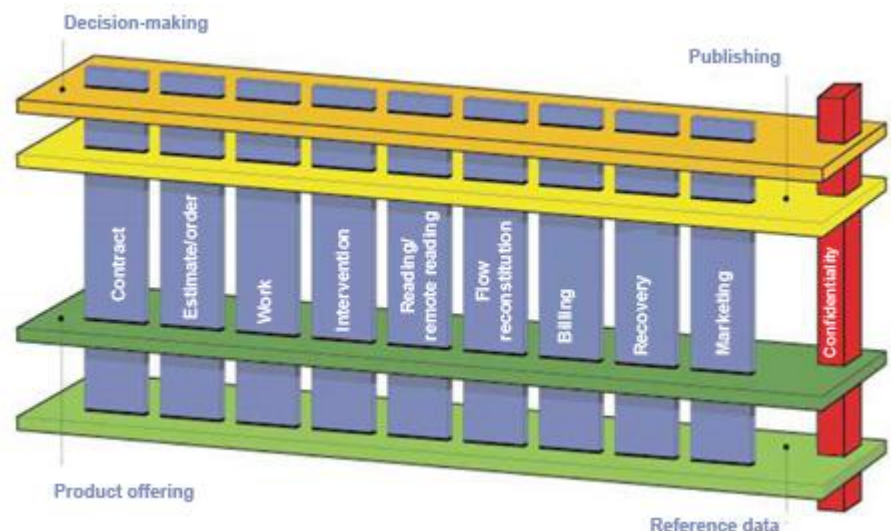 Decision-making
Publishing
Contract
Estimate/order
Work
Intervention
Reading/
remote reading
Flow
reconstitution
Billing
Recovery
Marketing
Confidentiality
Product offering
Reference data